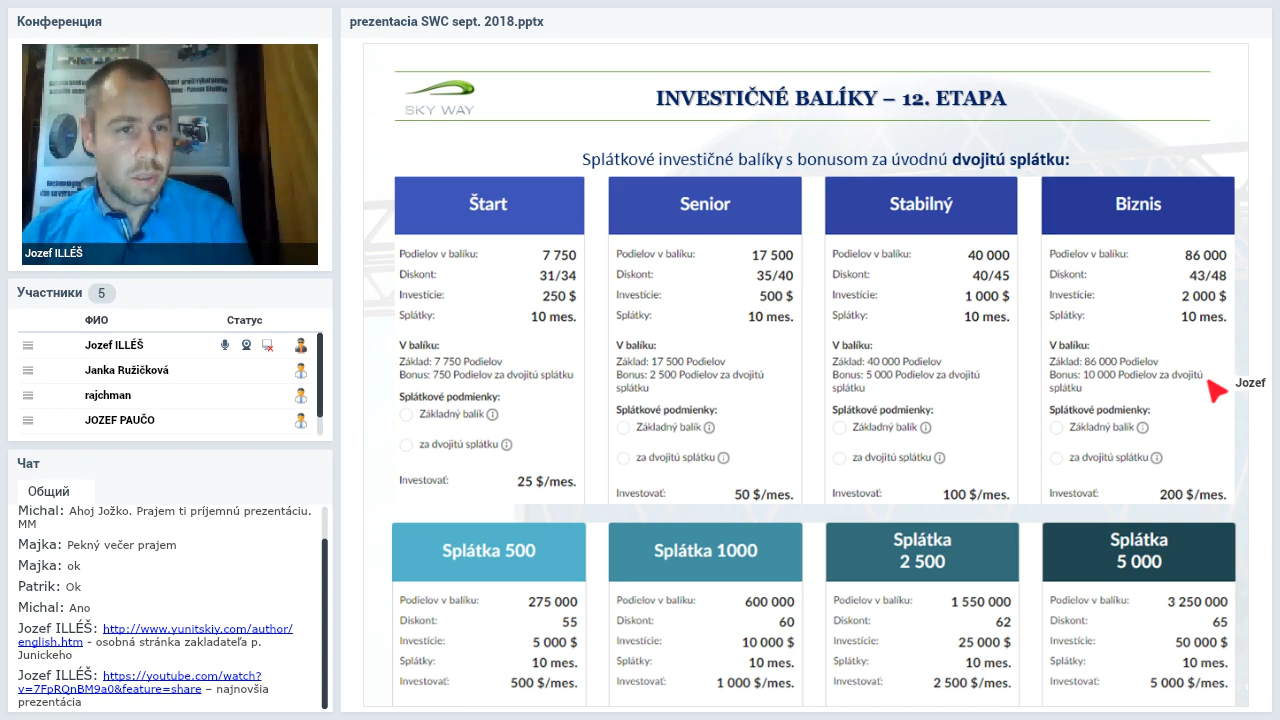 Конференция
Jozef ILLÉŠ
Участники 5
ФИО Статус
Jozef ILLÉŠ
Janka Ružičková
rajchman
JOZEF PAUČO
Чат
Общий
Michal: Ahoj Jožko. Prajem ti príjemnú prezentáciu.
MM
Majka: Pekný večer prajem
Majka: ok
Patrik: Ok
Michal: Ano
Jozef ILLÉŠ: http://www.yunitskiy.com/author/
english.htm - osobná stránka zakladateľa p.
Junickeho
Jozef ILLÉŠ: https://youtube.com/watch?
v=7FpRQnBM9a0&feature=share – najnovšia
prezentácia
prezentacia SWC sept. 2018.pptx
SKY WAY
INVESTIČNÉ BALÍKY – 12. ETAPA
Splátkové investičné balíky s bonusom za úvodnú dvojitú splátku:
Štart
Podielov v balíku: 7 750
Diskont: 31/34
Investície: 250 $
Splátky: 10 mes.
V balíku:
Základ: 7 750 Podielov
Bonus: 750 Podielov za dvojitú splátku
Splátkové podmienky:
Základný balík
za dvojitú splátku
Investovať: 25 $/mes.
Senior
Podielov v balíku: 17 500
Diskont: 35/40
Investície: 500 $
Splátky: 10 mes.
V balíku:
Základ: 17 500 Podielov
Bonus: 2 500 Podielov za dvojitú
splátku
Splátkové podmienky:
Základný balík
za dvojitú splátku
Investovať: 50 $/mes.
Stabilný
Podielov v balíku: 40 000
Diskont: 40/45
Investície: 1 000 $
Splátky: 10 mes.
V balíku:
Základ: 40 000 Podielov
Bonus: 5 000 Podielov za dvojitú
splátku
Splátkové podmienky:
Základný balík
za dvojitú splátku
Investovať: 100 $/mes.
Biznis
Podielov v balíku: 86 000
Diskont: 43/48
Investície: 2 000 $
Splátky: 10 mes.
V balíku:
Základ: 86 000 Podielov
Bonus: 10 000 Podielov za dvojitú
splátku
Splátkové podmienky:
Základný balík
za dvojitú splátku
Investovať: 200 $/mes.
Jozef
Splátka 500
Podielov v balíku: 275 000
Diskont: 55
Investície: 5 000 $
Splátky: 10 mes.
Investovať: 500 $/mes.
Splátka 1000
Podielov v balíku: 600 000
Diskont: 60
Investície: 10 000 $
Splátky: 10 mes.
Investovať: 1 000 $/mes.
Splátka
2 500
Podielov v balíku: 1 550 000
Diskont: 62
Investície: 25 000 $
Splátky: 10 mes.
Investovať: 2 500 $/mes.
Splátka
5 000
Podielov v balíku: 3 250 000
Diskont: 65
Investície: 50 000 $
Splátky: 10 mes.
Investovať: 5 000 $/mes.